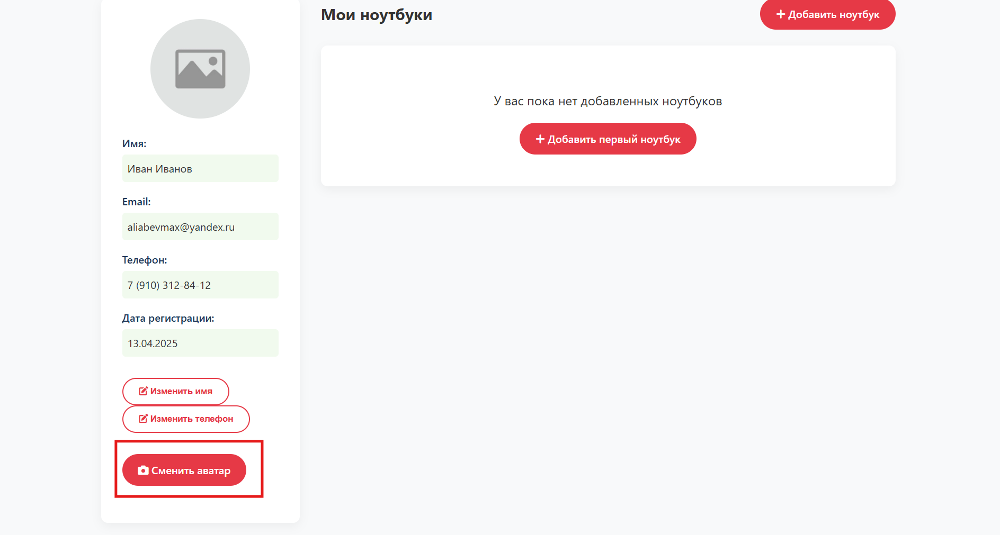 Мои ноутбуки
Добавить ноутбук
У вас пока нет добавленных ноутбуков
Добавить первый ноутбук
Имя:
Иван Иванов
Email:
aliabevmax@yandex.ru
Телефон:
7 (910) 312-84-12
Дата регистрации:
13.04.2025
Изменить имя
Изменить телефон
Сменить аватар